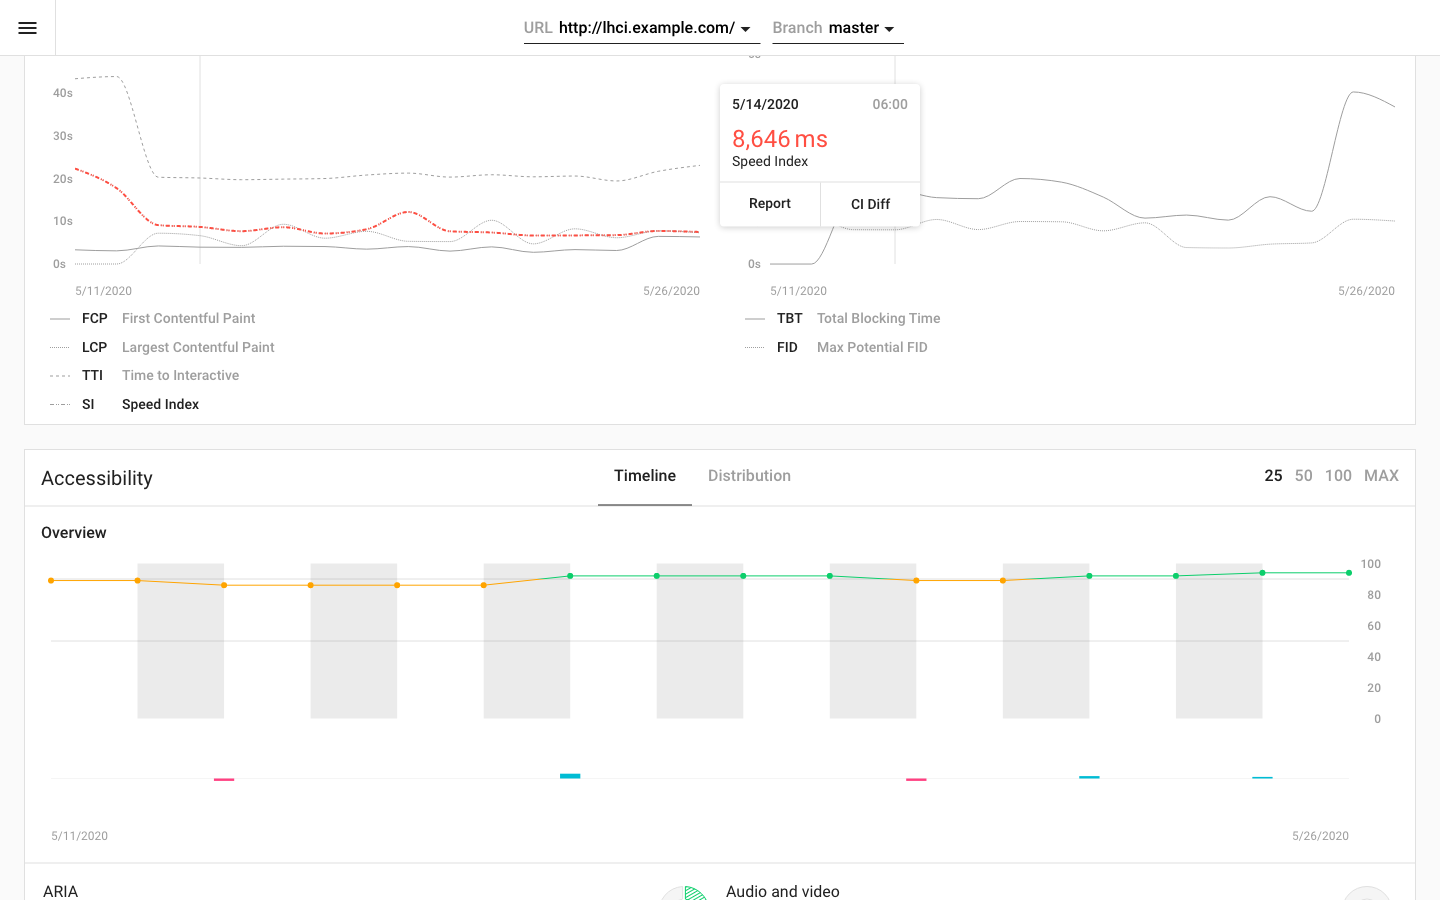 URL http://lhci.example.com/ Branch master
40s
30s
20s
10s
0s
5/11/2020 5/26/2020
FCP First Contentful Paint
LCP Largest Contentful Paint
TTI Time to Interactive
SI Speed Index
5/14/2020 06:00
8,646 ms
Speed Index
Report CI Diff
0s
5/11/2020 5/26/2020
TBT Total Blocking Time
FID Max Potential FID
Accessibility Timeline Distribution 25 50 100 MAX
Overview
100
80
60
40
20
0
5/11/2020 5/26/2020
ARIA Audio and video